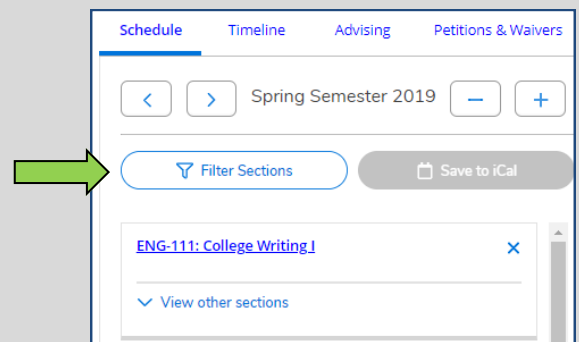 Schedule Timeline Advising Petitions & Waivers
Spring Semester 2019
Filter Sections Save to iCal
ENG-111: College Writing I
View other sections